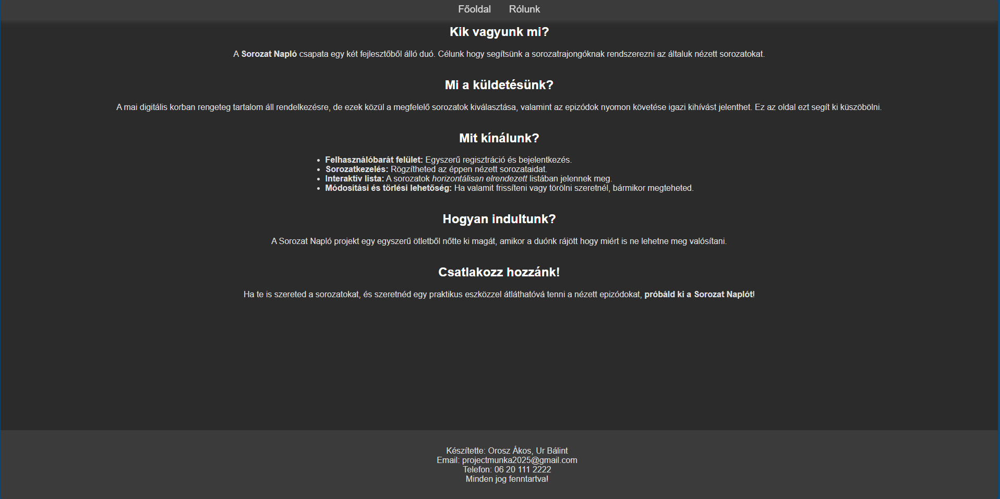 Főoldal Rólunk
Kik vagyunk mi?
A Sorozat Napló csapata egy két fejlesztőből álló duó. Célunk hogy segítsünk a sorozatrajongóknak rendszerezni az általuk nézett sorozatokat.
Mi a küldetésünk?
A mai digitális korban rengeteg tartalom áll rendelkezésre, de ezek közül a megfelelő sorozatok kiválasztása, valamint az epizódok nyomon követése igazi kihívást jelenthet. Ez az oldal ezt segít ki küszöbölni.
Mit kínálunk?
• Felhasználóbarát felület: Egyszerű regisztráció és bejelentkezés.
• Sorozatkezelés: Rögzítheted az éppen nézett sorozataidat.
• Interaktív lista: A sorozatok horizontálisan elrendezett listában jelennek meg.
• Módosítási és törlési lehetőség: Ha valamit frissíteni vagy törölni szeretnél, bármikor megteheted.
Hogyan indultunk?
A Sorozat Napló projekt egy egyszerű ötletből nőtte ki magát, amikor a duónk rájött hogy miért is ne lehetne meg valósítani.
Csatlakozz hozzánk!
Ha te is szereted a sorozatokat, és szeretnéd egy praktikus eszközzel átláthatóvá tenni a nézett epizódokat, próbáld ki a Sorozat Naplót!
Készítette: Orosz Ákos, Ur Bálint
Email: projectmunka2025@gmail.com
Telefon: 06 20 111 2222
Minden jog fenntartva!